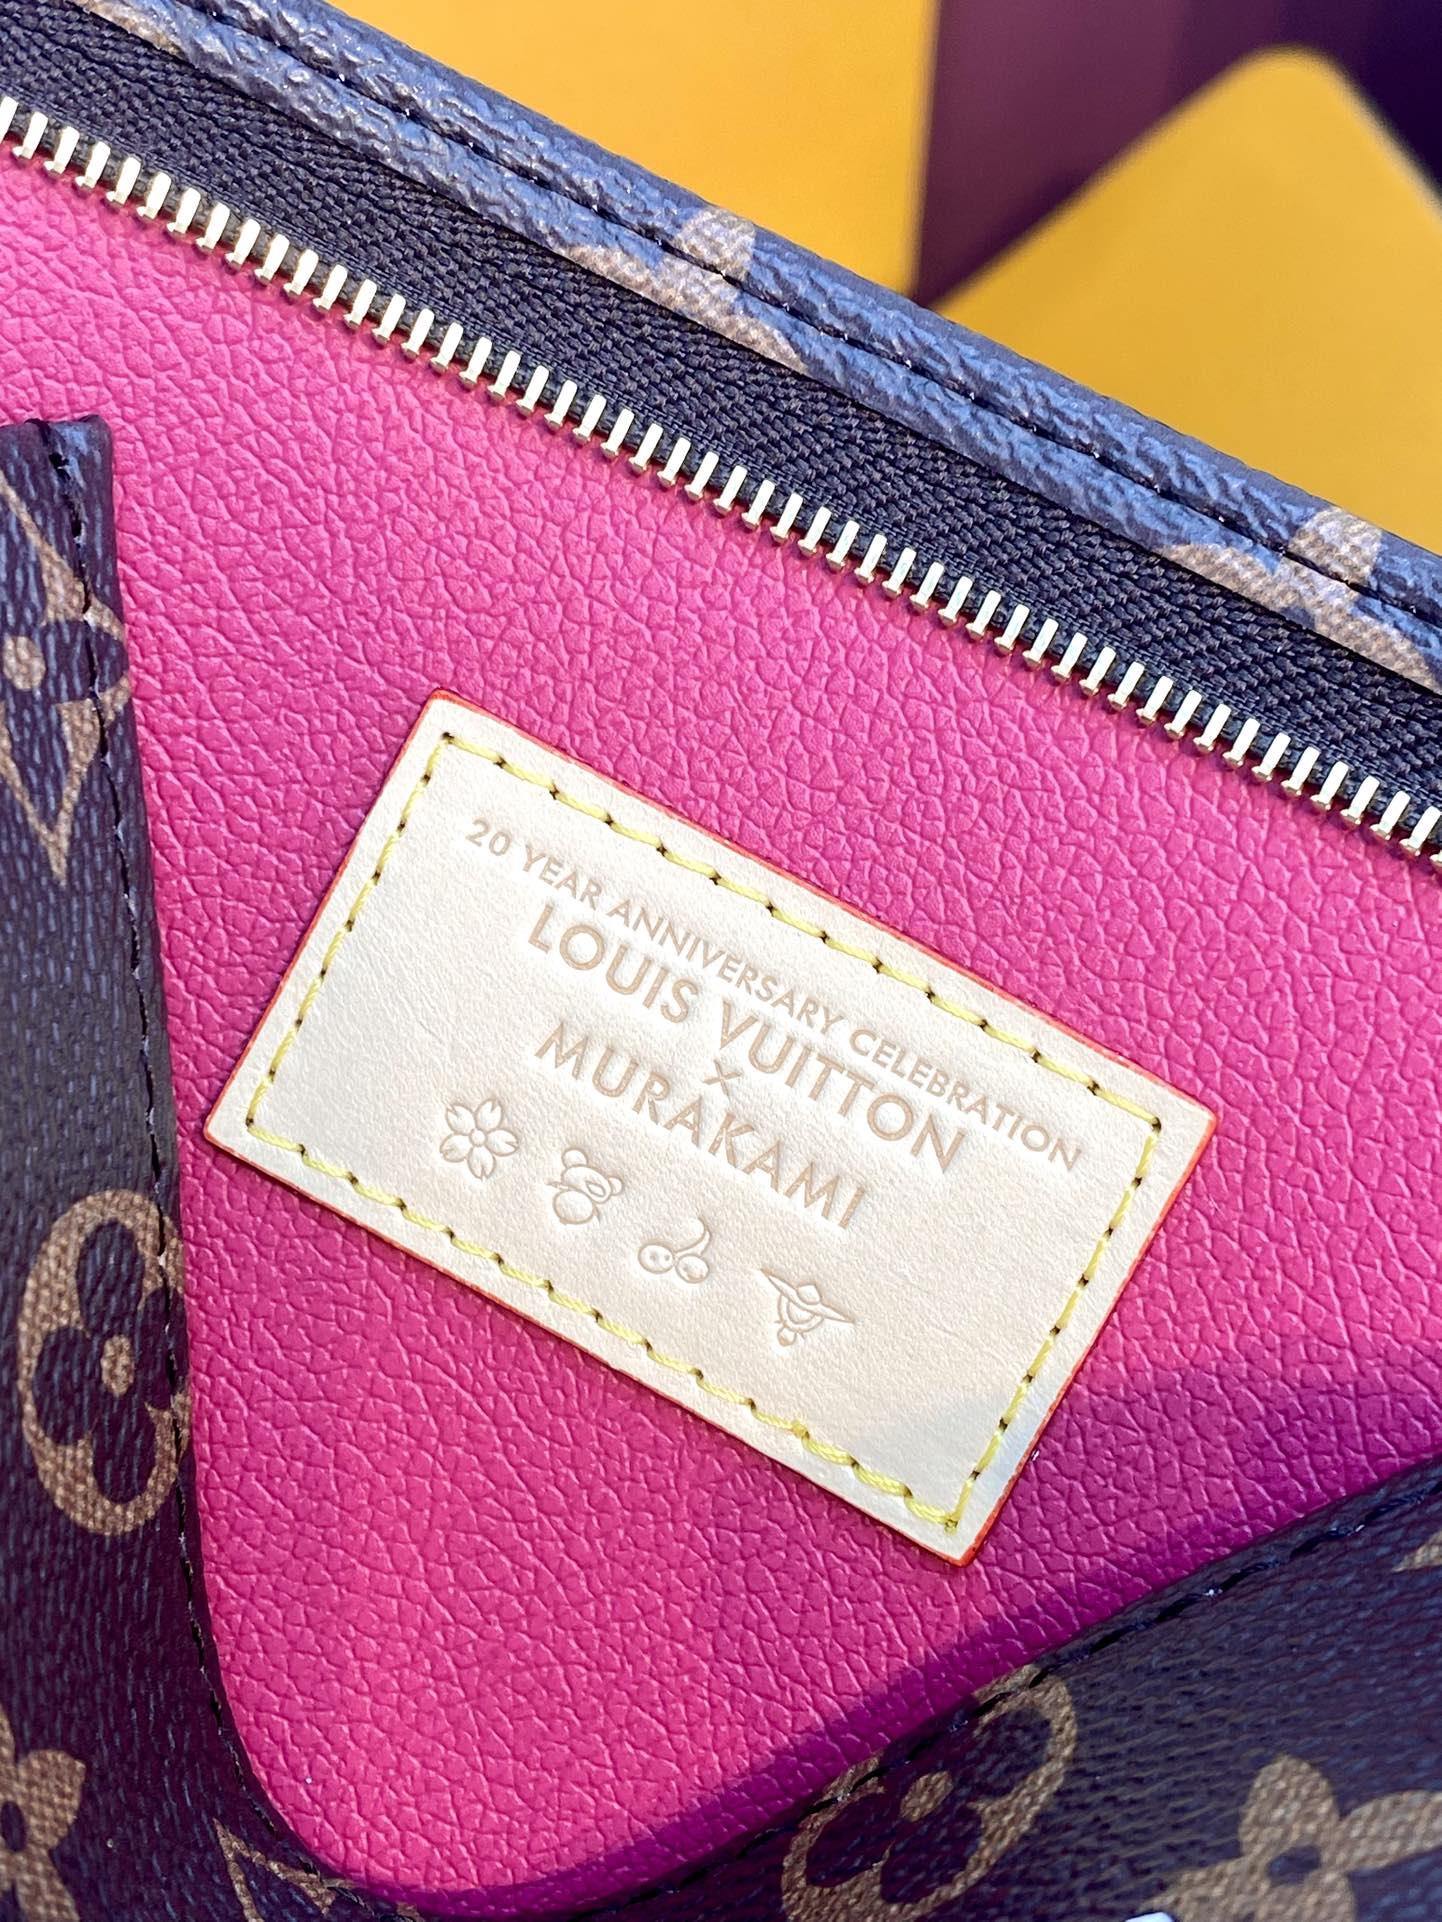 20 YEAR ANNIVERSARY CELEBRATION
LOUIS VUITTON
×
MURAKAMI